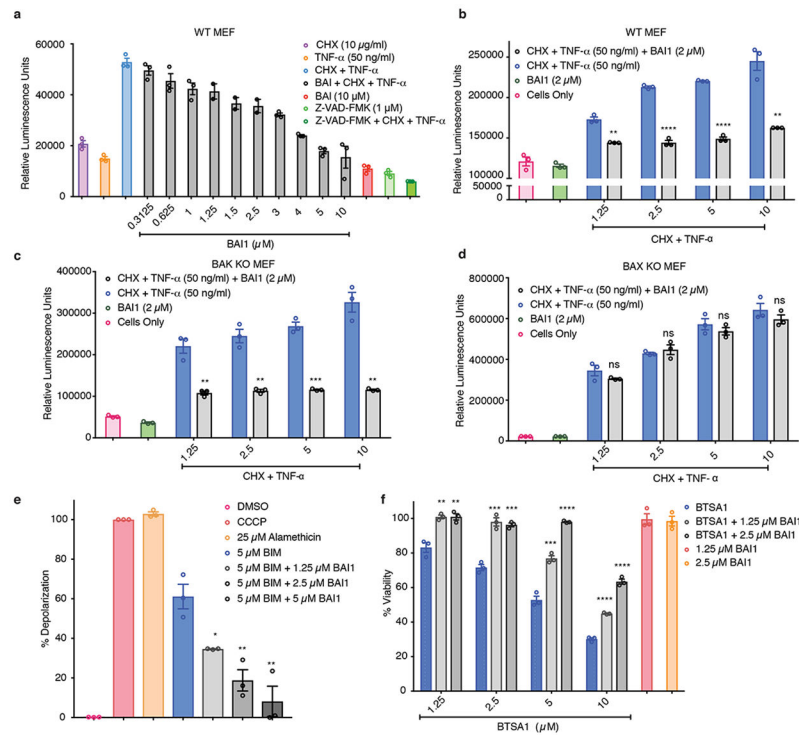 a
WT MEF
Relative Luminescence Units
60000
40000
20000
0
CHX (10 µg/ml)
TNF-α (50 ng/ml)
CHX + TNF-α
BAI + CHX + TNF-α
BAI (10 µM)
Z-VAD-FMK (1 µM)
Z-VAD-FMK + CHX + TNF-α
0.3125
0.625
1
1.25
1.5
2.5
3
4
5
10
BAI1 (µM)
b
WT MEF
Relative Luminescence Units
250000
200000
150000
100000
50000
0
CHX + TNF-α (50 ng/ml) + BAI1 (2 µM)
CHX + TNF-α (50 ng/ml)
BAI1 (2 µM)
Cells Only
**
****
****
**
1.25
2.5
5
10
CHX + TNF-α
c
BAK KO MEF
Relative Luminescence Units
400000
300000
200000
100000
0
CHX + TNF-α (50 ng/ml) + BAI1 (2 µM)
CHX + TNF-α (50 ng/ml)
BAI1 (2 µM)
Cells Only
**
**
***
**
1.25
2.5
5
10
CHX + TNF-α
d
BAX KO MEF
Relative Luminescence Units
800000
600000
400000
200000
0
CHX + TNF-α (50 ng/ml) + BAI1 (2 µM)
CHX + TNF-α (50 ng/ml)
BAI1 (2 µM)
Cells Only
ns
ns
ns
ns
1.25
2.5
5
10
CHX + TNF- α
e
% Depolarization
100
80
60
40
20
0
DMSO
CCCP
25 µM Alamethicin
5 µM BIM
5 µM BIM + 1.25 µM BAI1
5 µM BIM + 2.5 µM BAI1
5 µM BIM + 5 µM BAI1
*
**
**
f
% Viability
100
80
60
40
20
0
** **
*** ***
*** ****
**** ****
BTSA1
BTSA1 + 1.25 µM BAI1
BTSA1 + 2.5 µM BAI1
1.25 µM BAI1
2.5 µM BAI1
1.25
2.5
5
10
BTSA1 (µM)